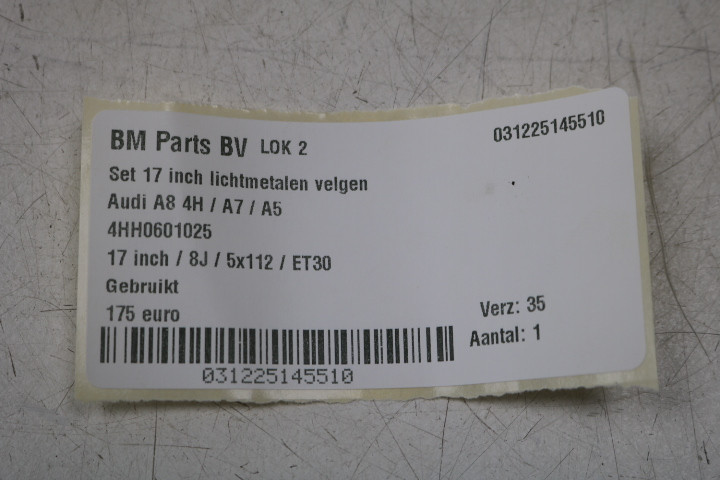 BM Parts BV LOK 2
031225145510
Set 17 inch lichtmetalen velgen
Audi A8 4H / A7 / A5
4HH0601025
17 inch / 8J / 5x112 / ET30
Gebruikt
175 euro
Verz: 35
Aantal: 1
031225145510